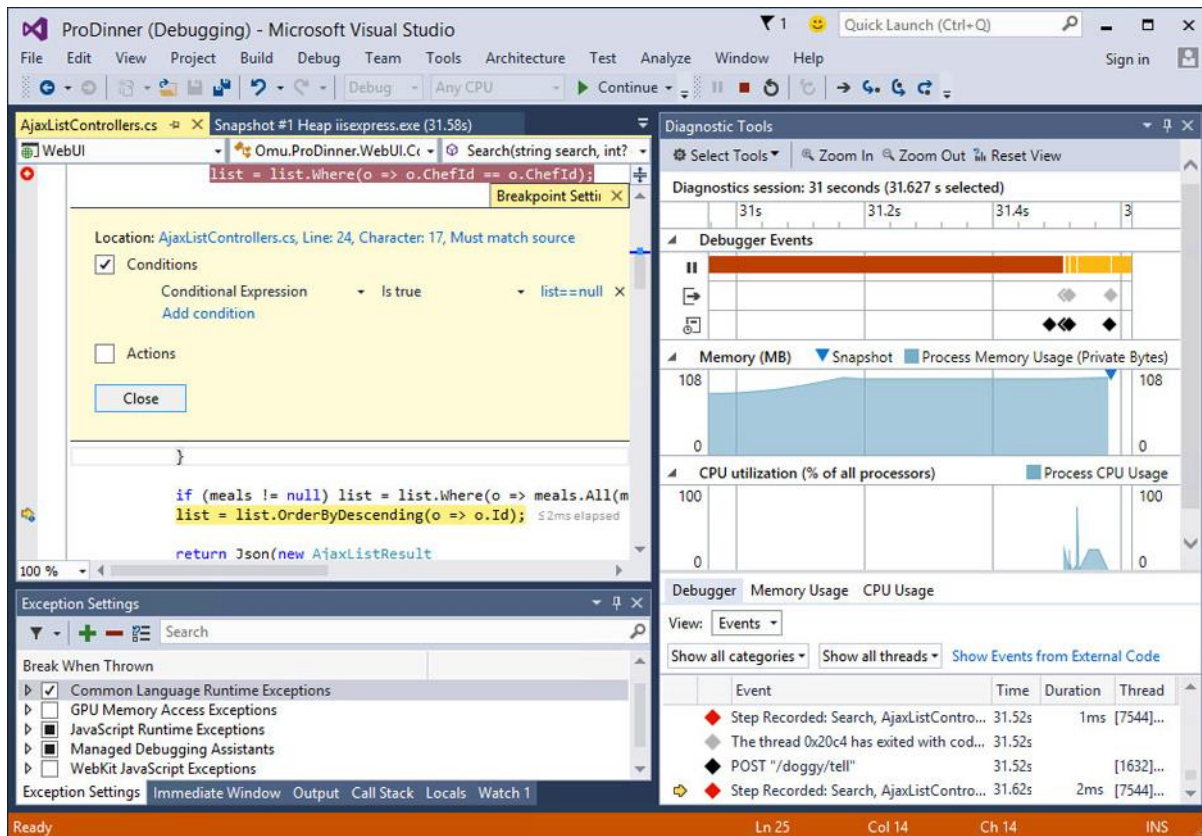 ProDinner (Debugging) - Microsoft Visual Studio
1
Quick Launch (Ctrl+Q)
File Edit View Project Build Debug Team Tools Architecture Test Analyze Window Help
Sign in
Debug Any CPU Continue
AjaxListControllers.cs Snapshot #1 Heap iisexpress.exe (31.58s)
WebUI Omu.ProDinner.WebUI.Cc Search(string search, int?
list = list.Where(o => o.ChefId == o.ChefId);
Breakpoint Settin
Location: AjaxListControllers.cs, Line: 24, Character: 17, Must match source
Conditions
Conditional Expression Is true list==null
Add condition
Actions
Close
}
if (meals != null) list = list.Where(o => meals.All(m
list = list.OrderByDescending(o => o.Id); ≤2ms elapsed
return Json(new AjaxListResult
100 %
Exception Settings
Search
Break When Thrown
Common Language Runtime Exceptions
GPU Memory Access Exceptions
JavaScript Runtime Exceptions
Managed Debugging Assistants
WebKit JavaScript Exceptions
Exception Settings Immediate Window Output Call Stack Locals Watch 1
Diagnostic Tools
Select Tools Zoom In Zoom Out Reset View
Diagnostics session: 31 seconds (31.627 s selected)
31s 31.2s 31.4s 3
Debugger Events
Memory (MB) Snapshot Process Memory Usage (Private Bytes)
108 108
0 0
CPU utilization (% of all processors) Process CPU Usage
100 100
0 0
Debugger Memory Usage CPU Usage
View: Events
Show all categories Show all threads Show Events from External Code
Event Time Duration Thread
Step Recorded: Search, AjaxListContro... 31.52s 1ms [7544]...
The thread 0x20c4 has exited with cod... 31.52s
POST "/doggy/tell" 31.52s [1632]...
Step Recorded: Search, AjaxListContro... 31.62s 2ms [7544]...
Ready Ln 25 Col 14 Ch 14 INS